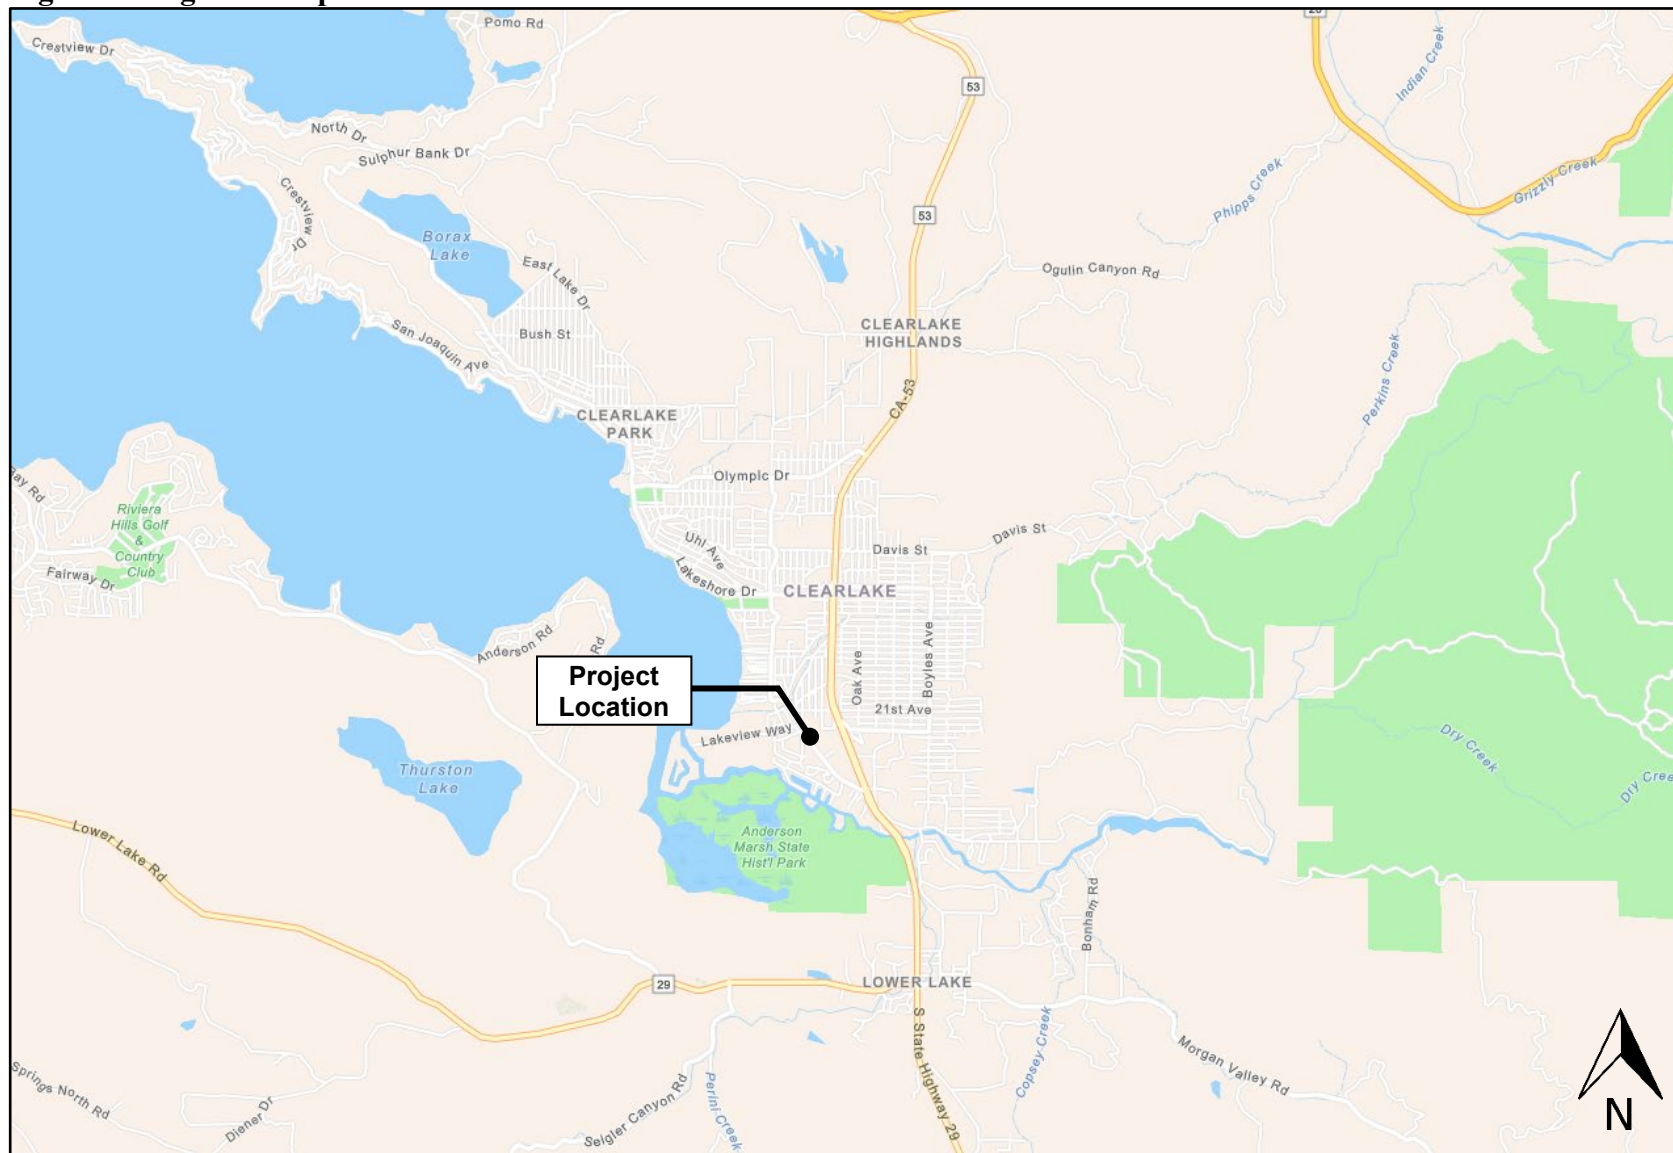 Pomo Rd
Crestview Dr
20
Indian Creek
53
North Dr
Sulphur Bank Dr
Crestview Dr
Phipps Creek
Grizzly Creek
53
Borax
Lake
East Lake Dr
Ogulin Canyon Rd
Bush St
San Joaquin Ave
CLEARLAKE
HIGHLANDS
Perkins Creek
CA-53
CLEARLAKE
PARK
Olympic Dr
Bay Rd
Riviera
Hills Golf
&
Country
Club
Fairway Dr
Uhl Ave
Davis St
Davis St
Lakeshore Dr
CLEARLAKE
Anderson Rd
Rd
Oak Ave
Boyles Ave
Project
Location
21st Ave
Lakeview Way
Dry Creek
Dry Cree
Thurston
Lake
Anderson
Marsh State
Hist'l Park
Lower Lake Rd
Bonham Rd
29
LOWER LAKE
S State Highway 29
Copsey Creek
Morgan Valley Rd
Springs North Rd
Diener Dr
Seigler Canyon Rd
Perini Creek
N